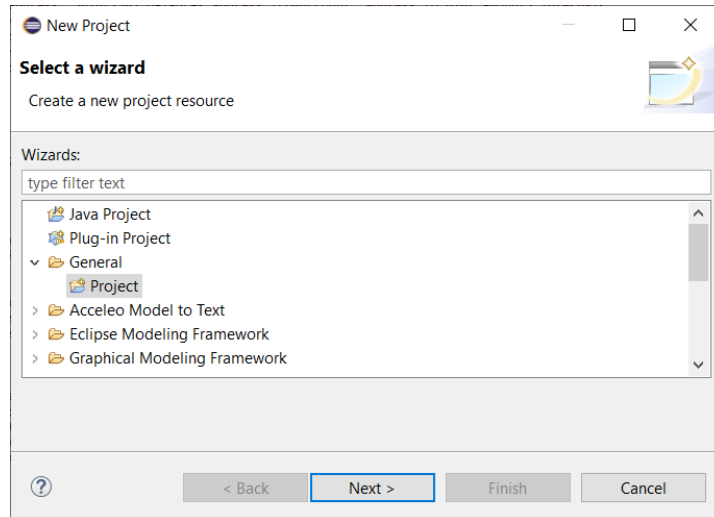 New Project
Select a wizard
Create a new project resource
Wizards:
type filter text
Java Project
Plug-in Project
General
Project
Acceleo Model to Text
Eclipse Modeling Framework
Graphical Modeling Framework
? < Back Next > Finish Cancel